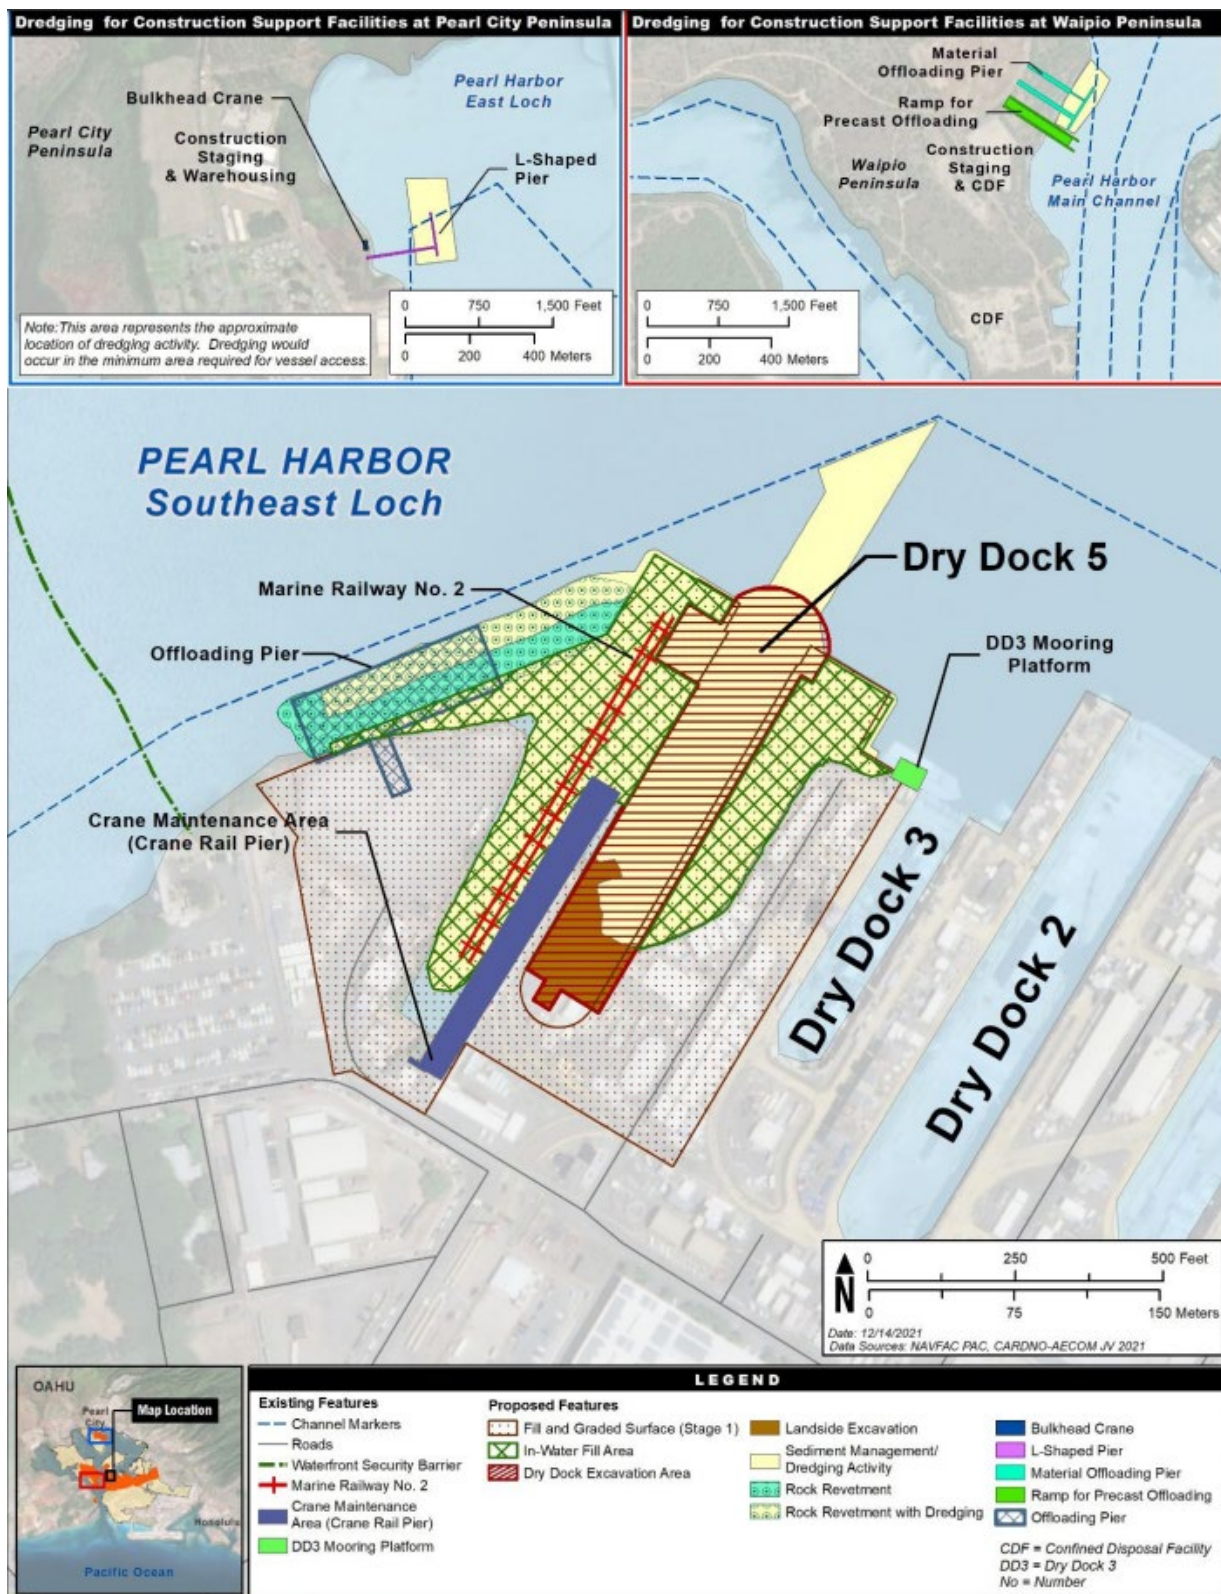 Dredging for Construction Support Facilities at Pearl City Peninsula
Pearl Harbor
East Loch
Bulkhead Crane
Pearl City
Peninsula
Construction
Staging
& Warehousing
L-Shaped
Pier
0 750 1,500 Feet
0 200 400 Meters
Note:This area represents the approximate
location of dredging activity. Dredging would
occur in the minimum area required for vessel access.
Dredging for Construction Support Facilities at Waipio Peninsula
Material
Offloading Pier
Ramp for
Precast Offloading
Construction
Staging
& CDF
Waipio
Peninsula
Pearl Harbor
Main Channel
CDF
0 750 1,500 Feet
0 200 400 Meters
PEARL HARBOR
Southeast Loch
Dry Dock 5
Marine Railway No. 2
Offloading Pier
DD3 Mooring
Platform
Crane Maintenance Area
(Crane Rail Pier)
Dry Dock 3
Dry Dock 2
N
0 250 500 Feet
0 75 150 Meters
Date: 12/14/2021
Data Sources: NAVFAC PAC, CARDNO-AECOM JV 2021
OAHU
Pearl
City
Map Location
Honolulu
Pacific Ocean
LEGEND
Existing Features
Channel Markers
Roads
Waterfront Security Barrier
Marine Railway No. 2
Crane Maintenance
Area (Crane Rail Pier)
DD3 Mooring Platform
Proposed Features
Fill and Graded Surface (Stage 1)
In-Water Fill Area
Dry Dock Excavation Area
Landside Excavation
Sediment Management/
Dredging Activity
Rock Revetment
Rock Revetment with Dredging
Bulkhead Crane
L-Shaped Pier
Material Offloading Pier
Ramp for Precast Offloading
Offloading Pier
CDF = Confined Disposal Facility
DD3 = Dry Dock 3
No = Number